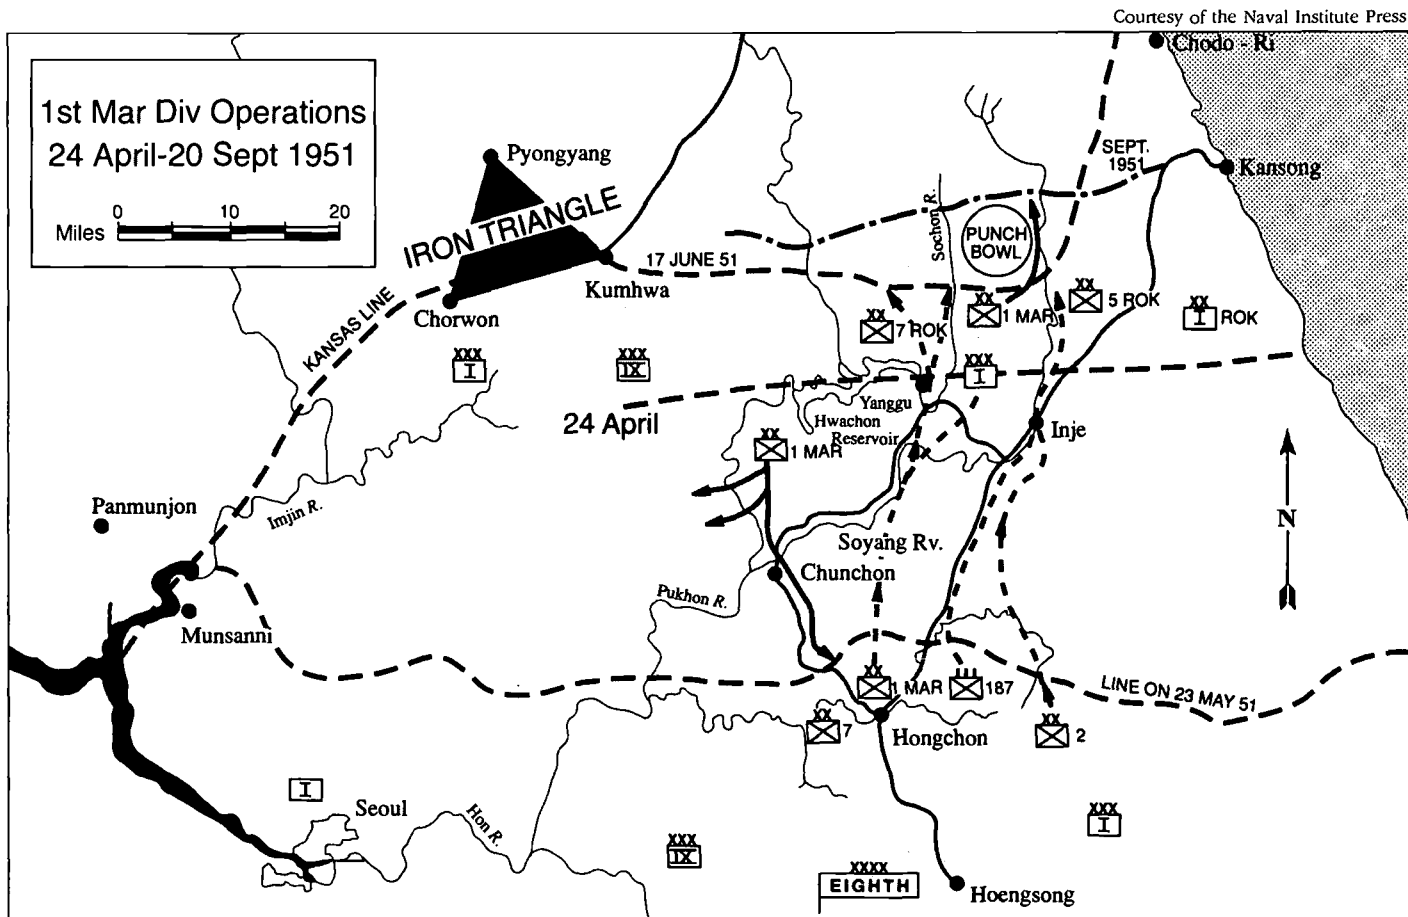 Courtesy of the Naval Institute Press
Chodo - Ri
1st Mar Div Operations
24 April-20 Sept 1951
0 10 20
Miles
Pyongyang
SEPT.
1951
Kansong
IRON TRIANGLE
Sochon R.
PUNCH
BOWL
17 JUNE 51
Kumhwa
KANSAS LINE
Chorwon
XX
7 ROK
XX
1 MAR
XX
5 ROK
XX
I ROK
XXX
I
XXX
IX
XXX
I
24 April
Yanggu
Hwachon
Reservoir
Inje
XX
1 MAR
Panmunjon
Imjin R.
N
Soyang Rv.
Chunchon
Pukhon R.
Munsanni
XX
1 MAR
III
187
LINE ON 23 MAY 51
XX
7
Hongchon
XX
2
I
Seoul
Hon R.
XXX
I
XXX
IX
XXXX
EIGHTH
Hoengsong